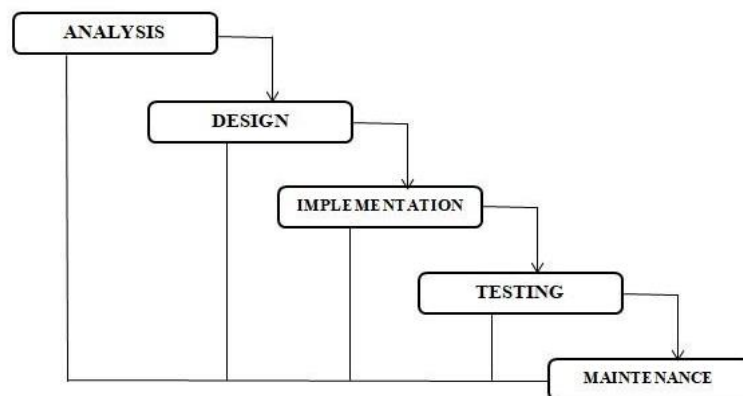 ANALYSIS
DESIGN
IMPLEMENTATION
TESTING
MAINTENANCE